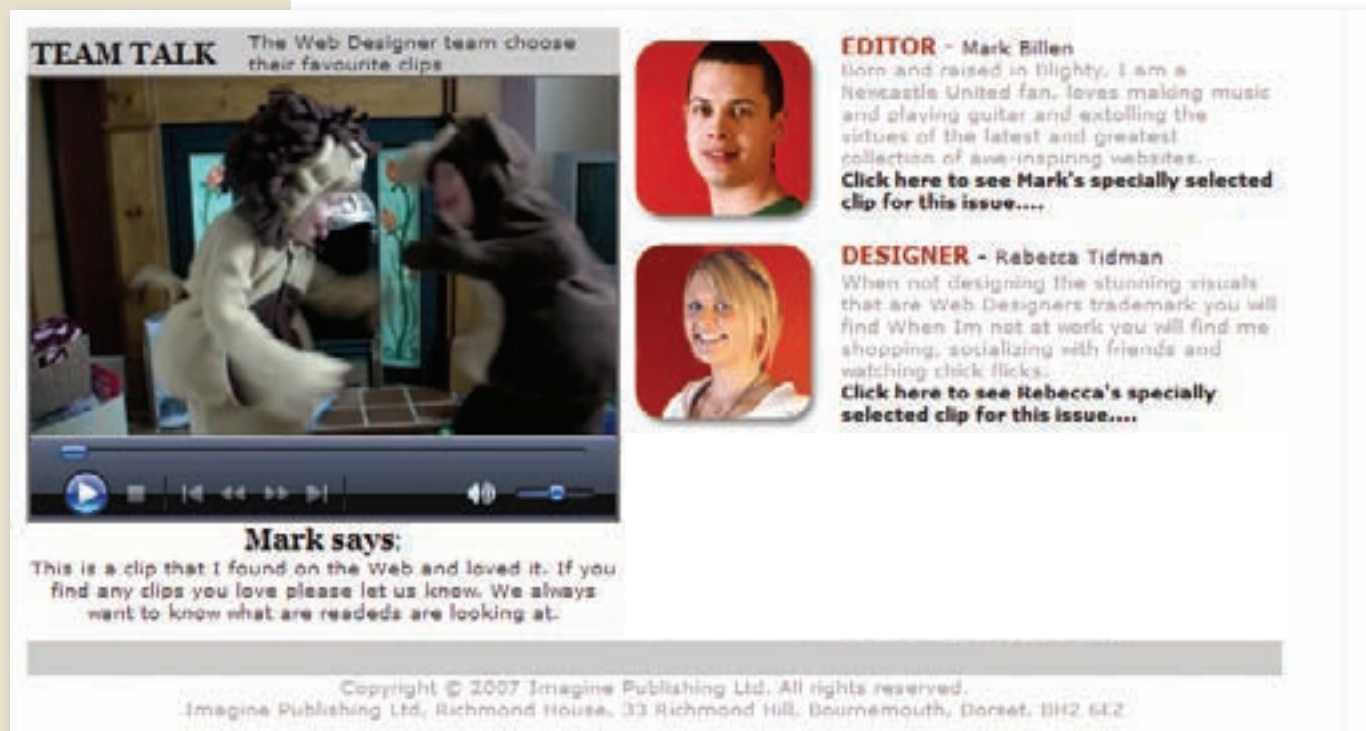 TEAM TALK
The Web Designer team choose
their favourite clips
Mark says:
This is a clip that I found on the Web and loved it. If you
find any clips you love please let us know. We always
want to know what are readeds are looking at.
EDITOR - Mark Billen
Born and raised in Blighty, I am a
Newcastle United fan, loves making music
and playing guitar and extolling the
virtues of the latest and greatest
collection of awe-inspiring websites.
Click here to see Mark's specially selected
clip for this issue....
DESIGNER - Rebecca Tidman
When not designing the stunning visuals
that are Web Designers trademark you will
find When Im not at work you will find me
shopping, socializing with friends and
watching chick flicks.
Click here to see Rebecca's specially
selected clip for this issue....
Copyright © 2007 Imagine Publishing Ltd. All rights reserved.
Imagine Publishing Ltd, Richmond House, 33 Richmond Hill, Bournemouth, Dorset, BH2 6EZ